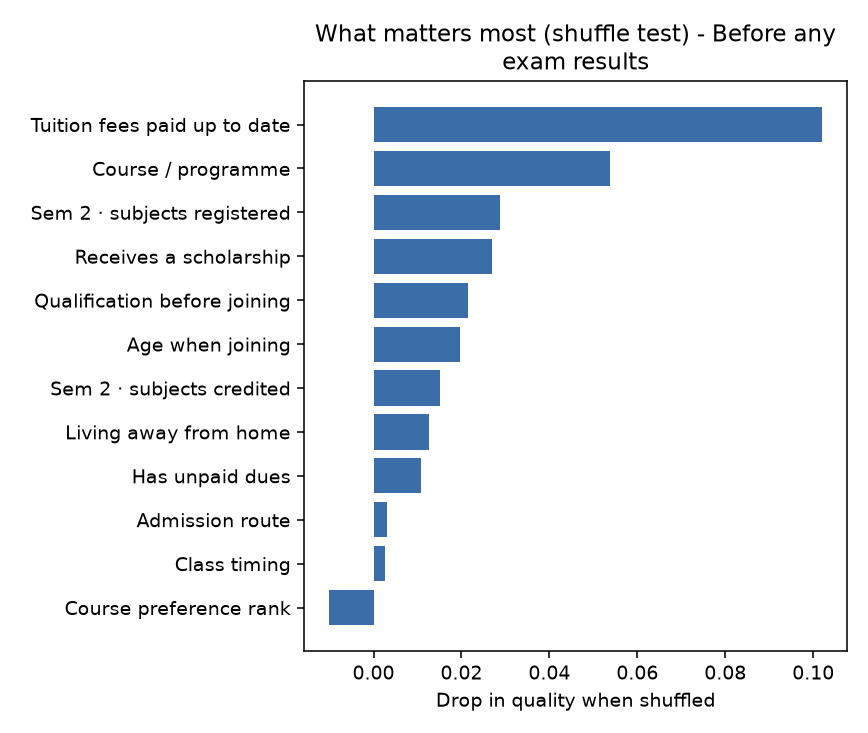 What matters most (shuffle test) - Before any
exam results
Tuition fees paid up to date
Course / programme
Sem 2 · subjects registered
Receives a scholarship
Qualification before joining
Age when joining
Sem 2 · subjects credited
Living away from home
Has unpaid dues
Admission route
Class timing
Course preference rank
0.00 0.02 0.04 0.06 0.08 0.10
Drop in quality when shuffled